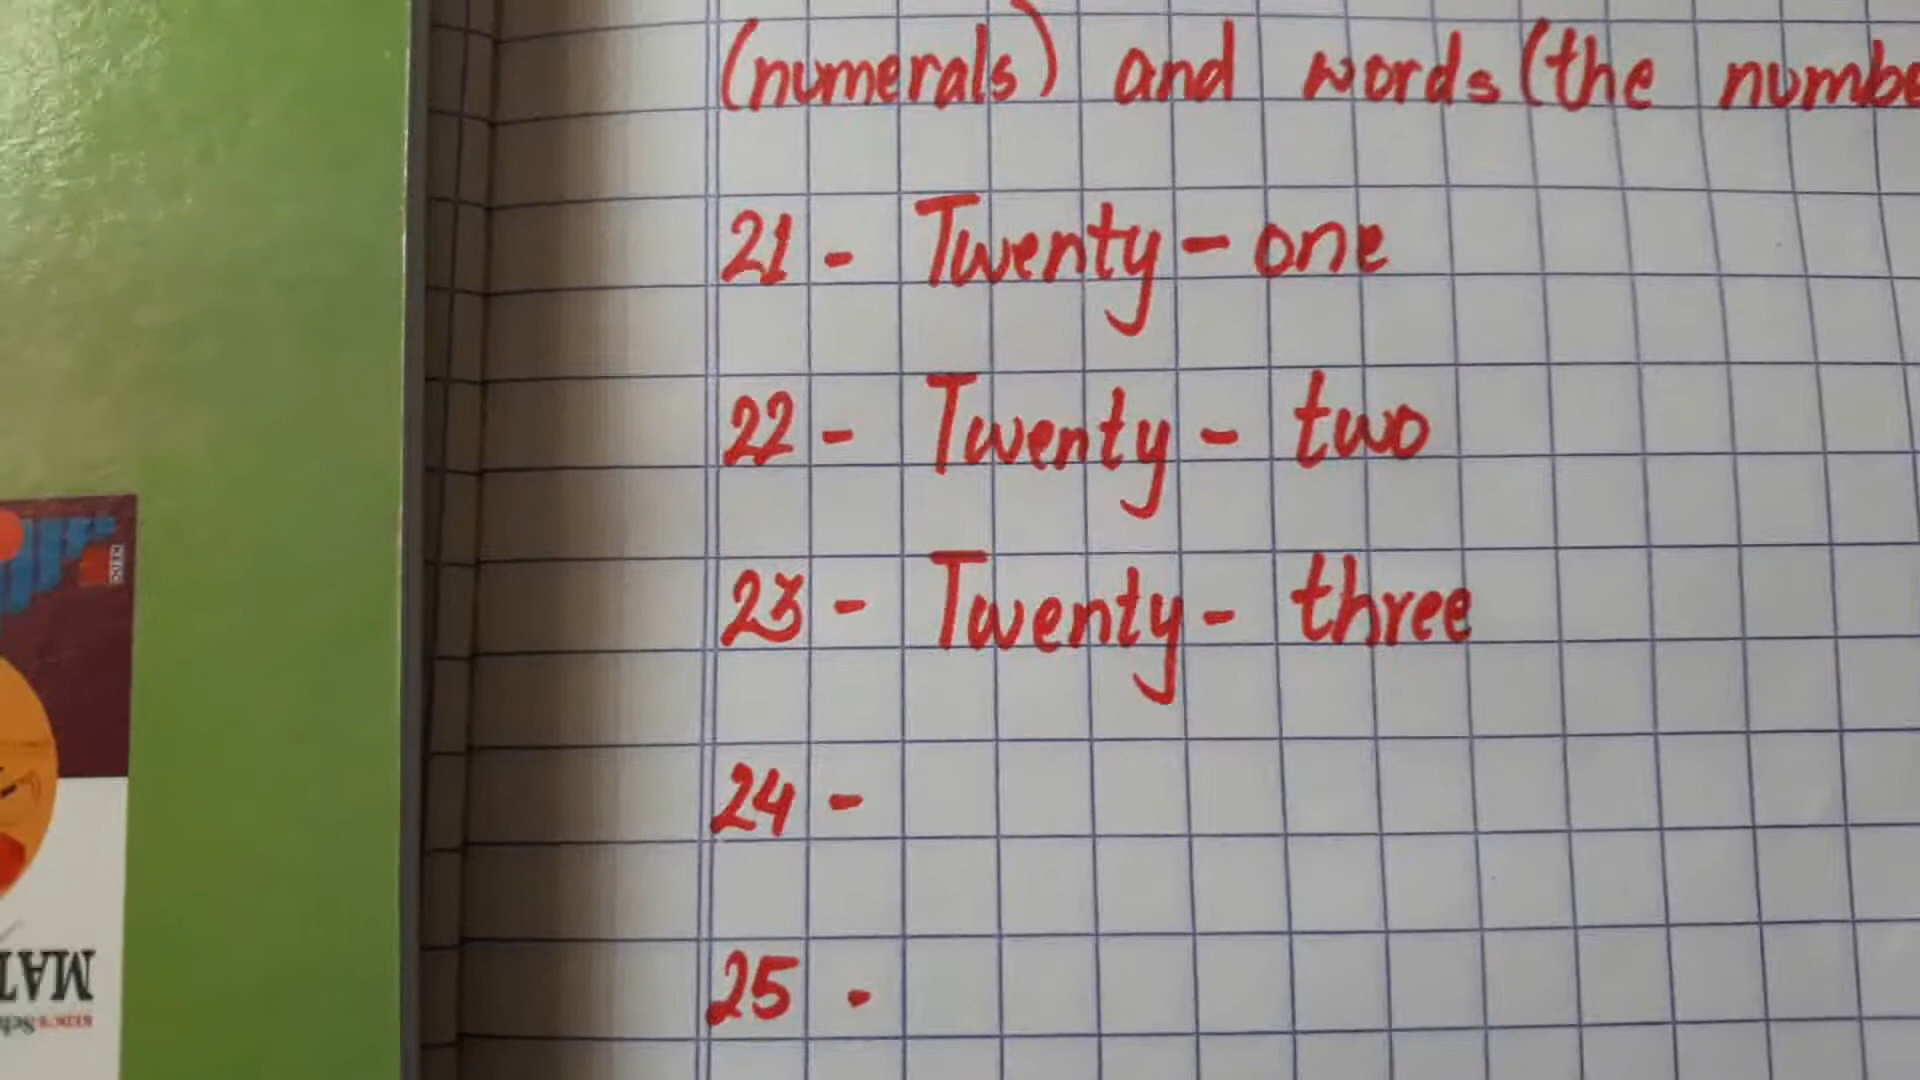 (numerals) and words (the numbe
21 - Twenty - one
22 - Twenty - two
23 - Twenty - three
24 -
25 -
MAT